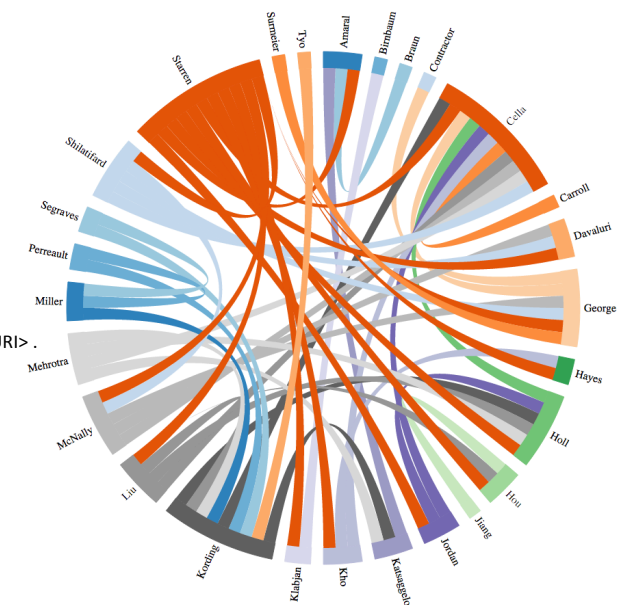 Surmeier
Tyo
Amaral
Birnbaum
Braun
Contractor
Starren
Cella
Shilatifard
Carroll
Segraves
Davaluri
Perreault
Miller
George
JRI> .
Mehrotra
Hayes
McNally
Holl
Liu
Hou
Jiang
Kording
Jordan
Klabjan
Kho
Katsaggelo